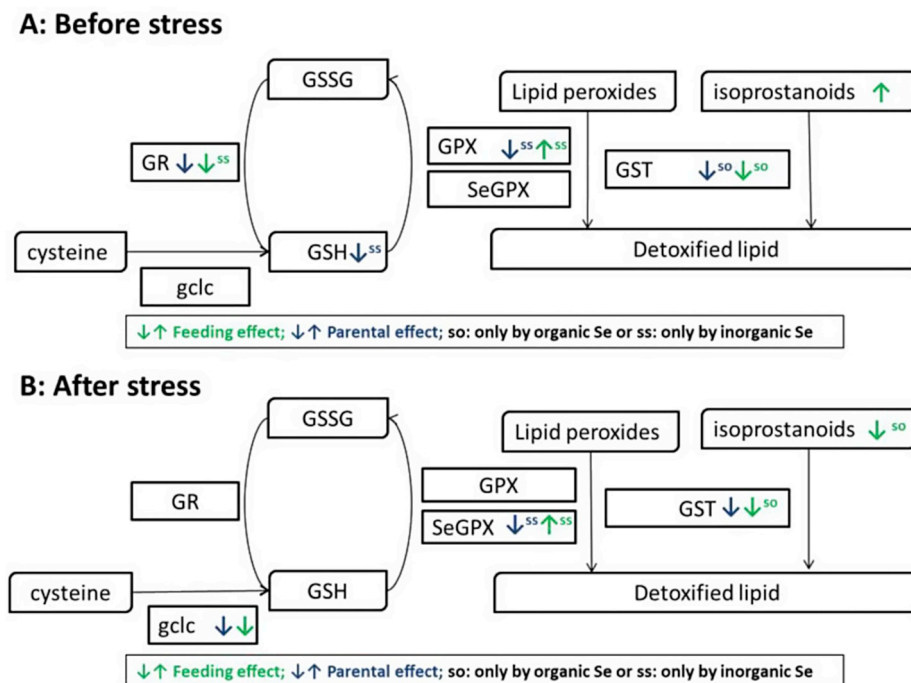 A: Before stress
GSSG
Lipid peroxides
isoprostanoids ↑
GR ↓ ↓ss
GPX ↓ss ↑ss
SeGPX
GST ↓so ↓so
cysteine
GSH ↓ss
Detoxified lipid
gclc
↓↑ Feeding effect; ↓↑ Parental effect; so: only by organic Se or ss: only by inorganic Se
B: After stress
GSSG
Lipid peroxides
isoprostanoids ↓so
GR
GPX
SeGPX ↓ss ↑ss
GST ↓ ↓so
cysteine
GSH
Detoxified lipid
gclc ↓ ↓
↓↑ Feeding effect; ↓↑ Parental effect; so: only by organic Se or ss: only by inorganic Se